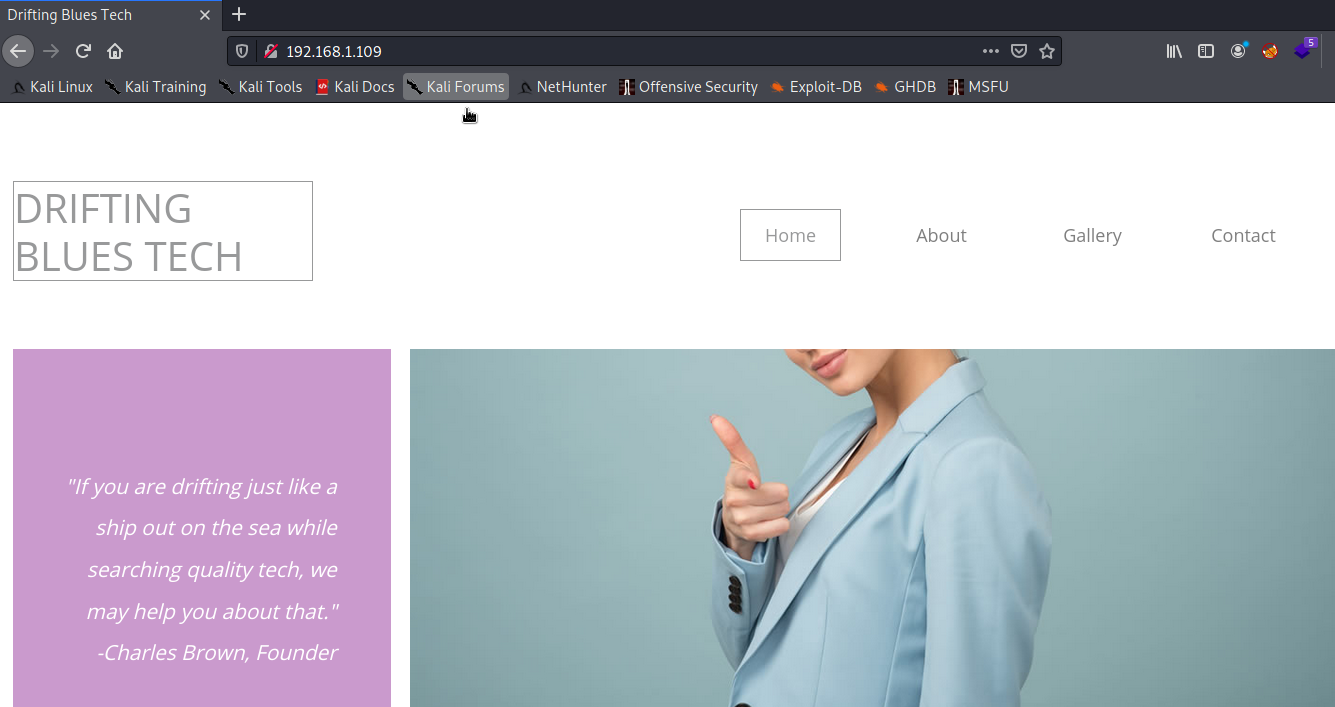 Drifting Blues Tech
192.168.1.109
5
Kali Linux Kali Training Kali Tools Kali Docs Kali Forums NetHunter Offensive Security Exploit-DB GHDB MSFU
DRIFTING
BLUES TECH
Home About Gallery Contact
"If you are drifting just like a
ship out on the sea while
searching quality tech, we
may help you about that."
-Charles Brown, Founder